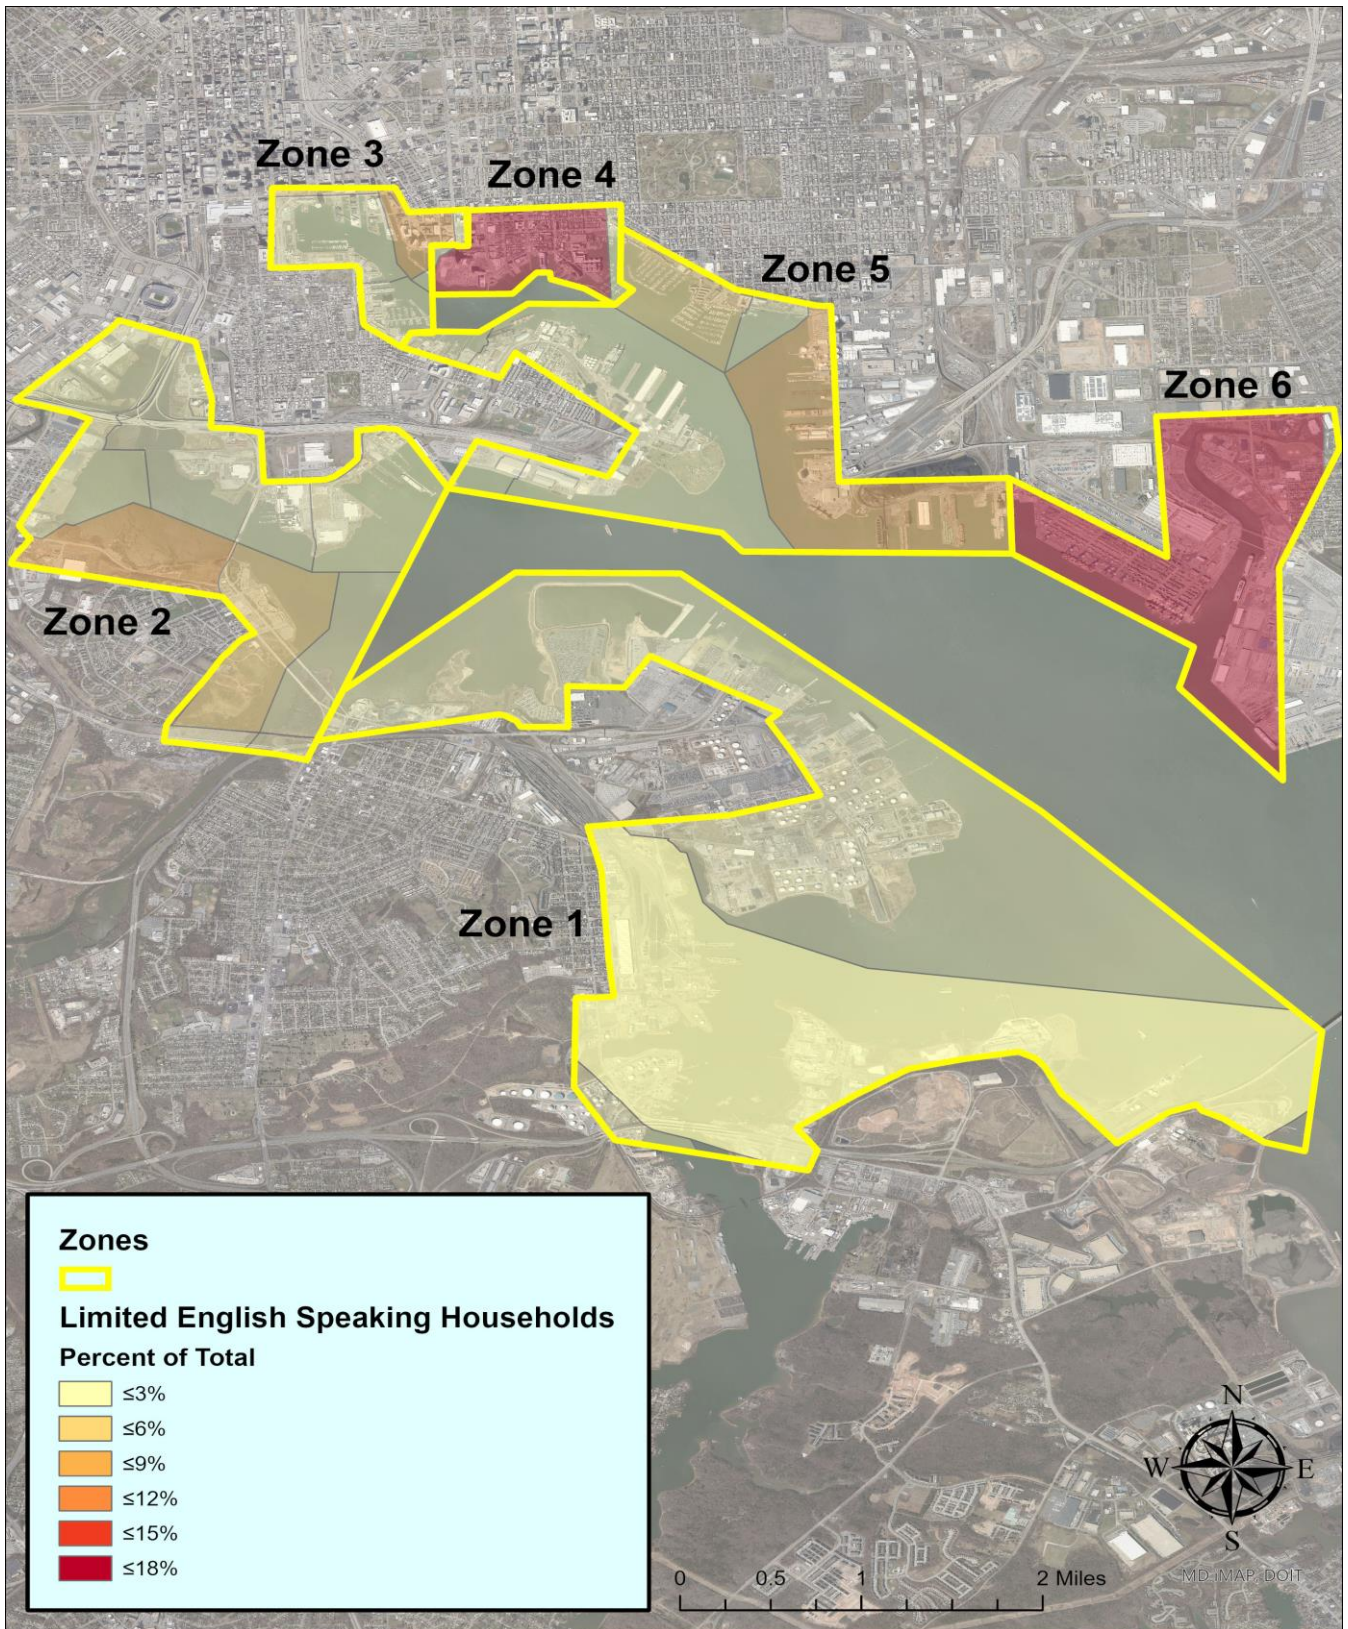 Zone 3
Zone 4
Zone 5
Zone 6
Zone 2
Zone 1
Zones
Limited English Speaking Households
Percent of Total
≤3%
≤6%
≤9%
≤12%
≤15%
≤18%
N
W E
S
0 0.5 1 2 Miles
MD iMAP, DOIT